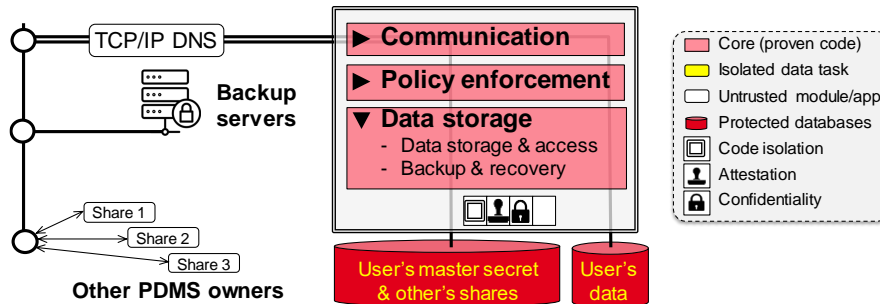 TCP/IP DNS
Backup
servers
Share 1
Share 2
Share 3
Other PDMS owners
► Communication
► Policy enforcement
▼ Data storage
- Data storage & access
- Backup & recovery
User's master secret
& other's shares
User's
data
Core (proven code)
Isolated data task
Untrusted module/app
Protected databases
Code isolation
Attestation
Confidentiality